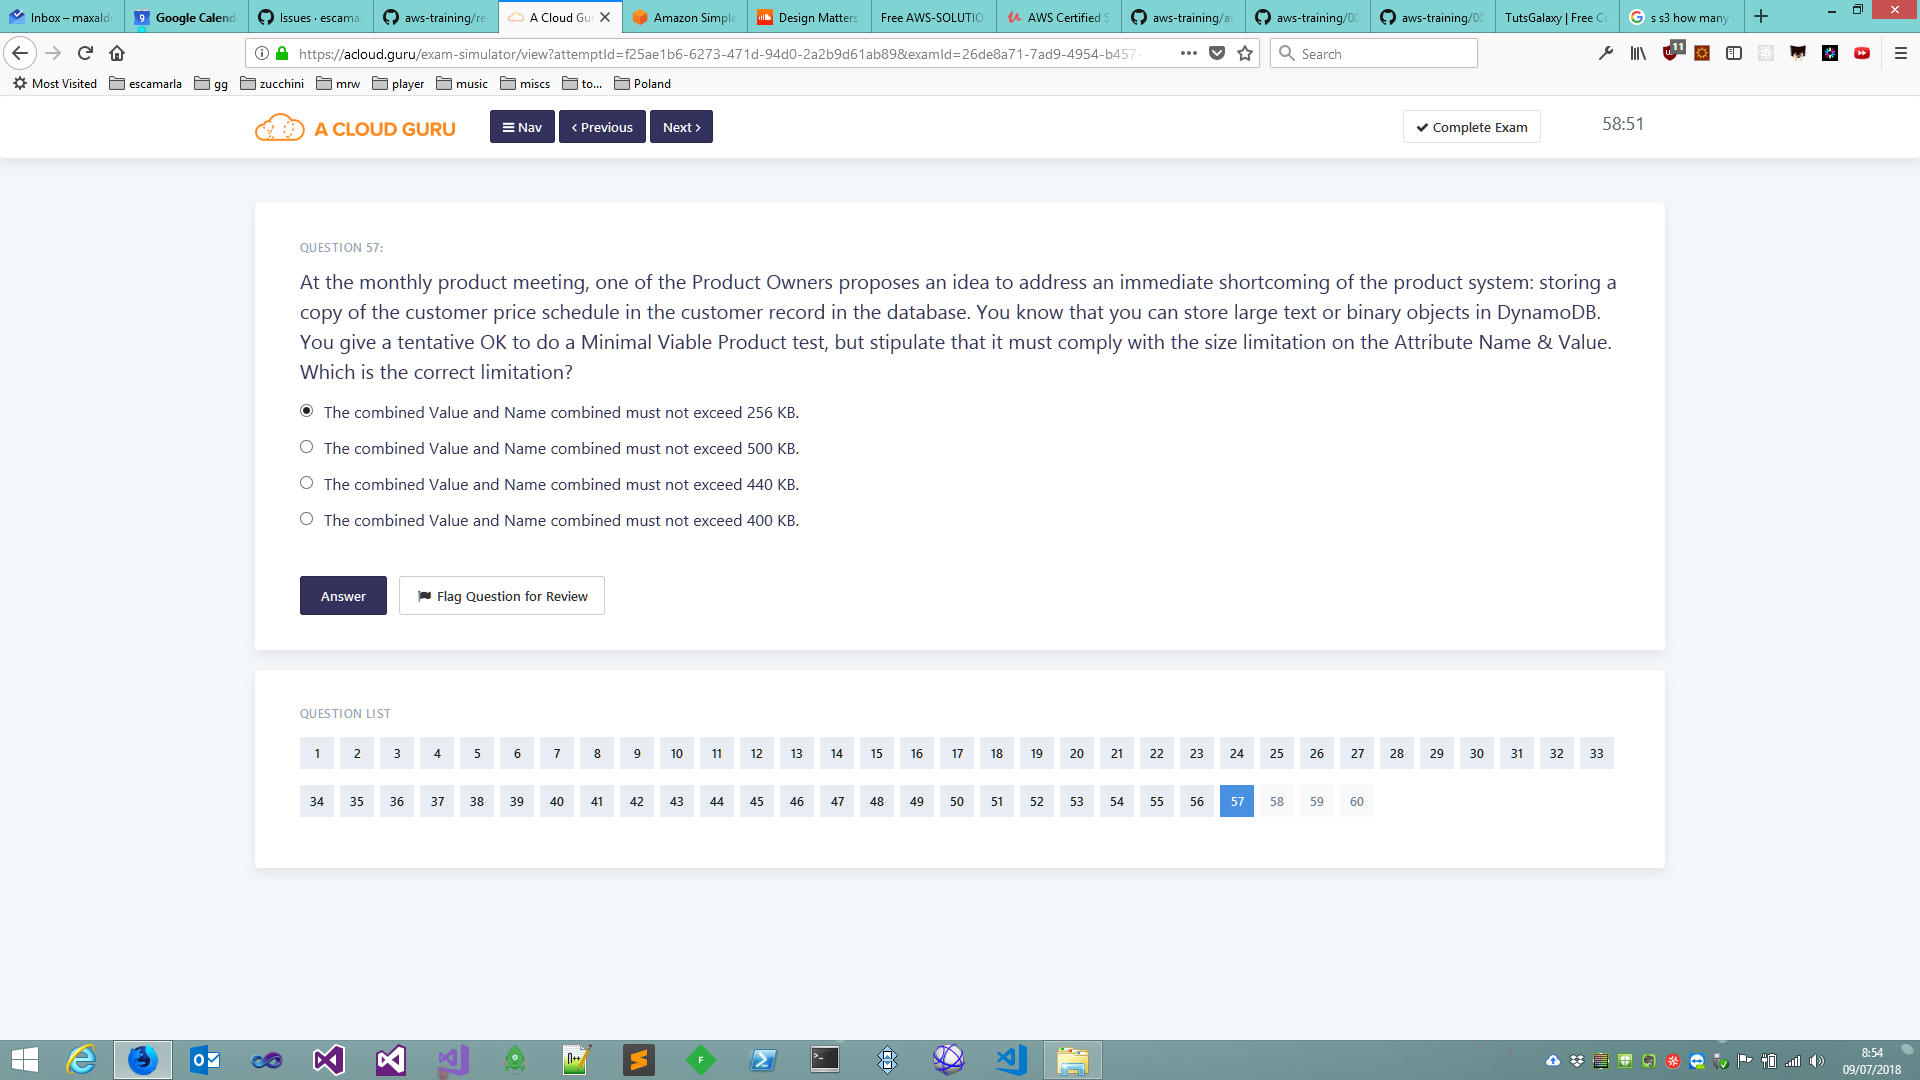 Inbox – maxald
9
Google Calend
Issues · escamar
aws-training/re
A Cloud Gu
Amazon Simple
Design Matters
Free AWS-SOLUTIO
AWS Certified S
aws-training/a
aws-training/00
aws-training/00
TutsGalaxy | Free Co
s s3 how many
https://acloud.guru/exam-simulator/view?attemptId=f25ae1b6-6273-471d-94d0-2a2b9d61ab89&examId=26de8a71-7ad9-4954-b457-
Search
11
Most Visited
escamarla
gg
zucchini
mrw
player
music
miscs
to...
Poland
A CLOUD GURU
Nav
‹ Previous
Next ›
Complete Exam
58:51
QUESTION 57:
At the monthly product meeting, one of the Product Owners proposes an idea to address an immediate shortcoming of the product system: storing a
copy of the customer price schedule in the customer record in the database. You know that you can store large text or binary objects in DynamoDB.
You give a tentative OK to do a Minimal Viable Product test, but stipulate that it must comply with the size limitation on the Attribute Name & Value.
Which is the correct limitation?
The combined Value and Name combined must not exceed 256 KB.
The combined Value and Name combined must not exceed 500 KB.
The combined Value and Name combined must not exceed 440 KB.
The combined Value and Name combined must not exceed 400 KB.
Answer
Flag Question for Review
QUESTION LIST
1 2 3 4 5 6 7 8 9 10 11 12 13 14 15 16 17 18 19 20 21 22 23 24 25 26 27 28 29 30 31 32 33
34 35 36 37 38 39 40 41 42 43 44 45 46 47 48 49 50 51 52 53 54 55 56 57 58 59 60
8:54
09/07/2018